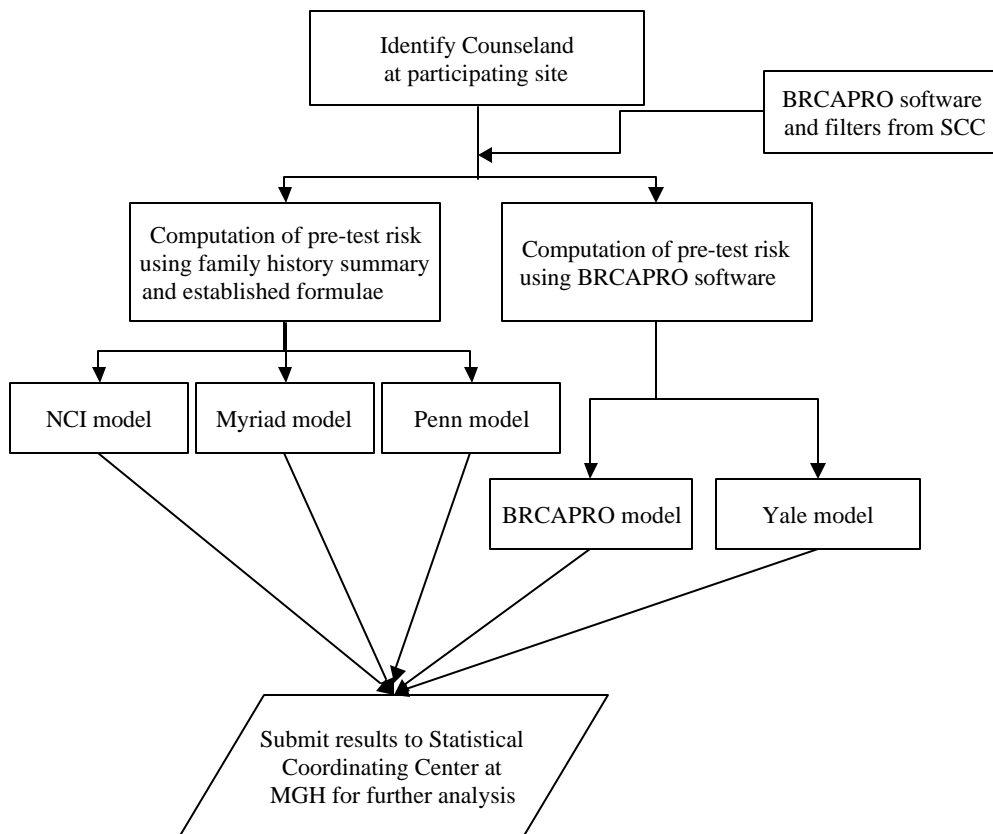 Identify Counseland
at participating site
BRCAPRO software
and filters from SCC
Computation of pre-test risk
using family history summary
and established formulae
Computation of pre-test risk
using BRCAPRO software
NCI model
Myriad model
Penn model
BRCAPRO model
Yale model
Submit results to Statistical
Coordinating Center at
MGH for further analysis